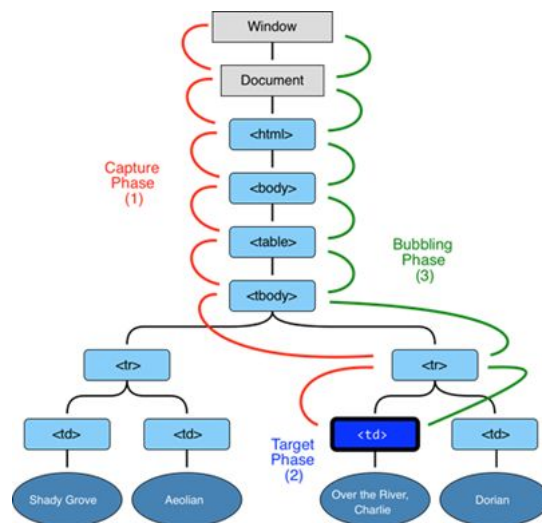 Window
Document
<html>
Capture
Phase
(1)
<body>
<table>
Bubbling
Phase
(3)
<tbody>
<tr>
<tr>
<td>
<td>
Target
Phase
(2)
<td>
<td>
Shady Grove
Aeolian
Over the River,
Charlie
Dorian